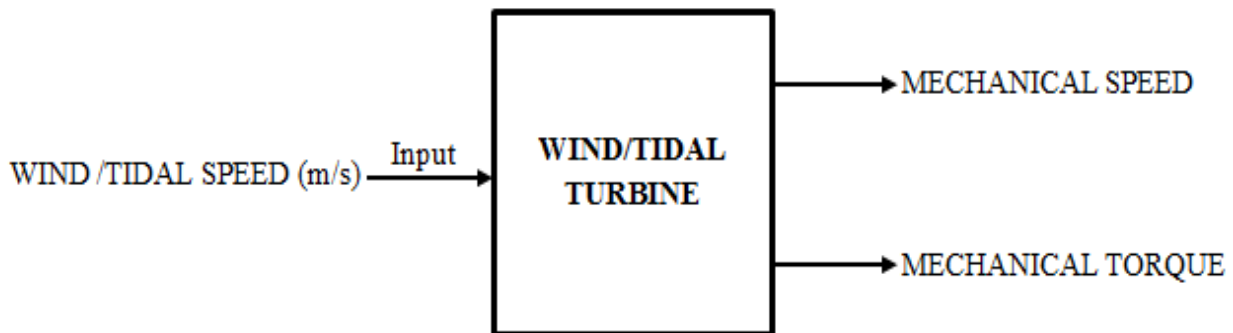 MECHANICAL SPEED
WIND /TIDAL SPEED (m/s)
Input
WIND/TIDAL
TURBINE
MECHANICAL TORQUE